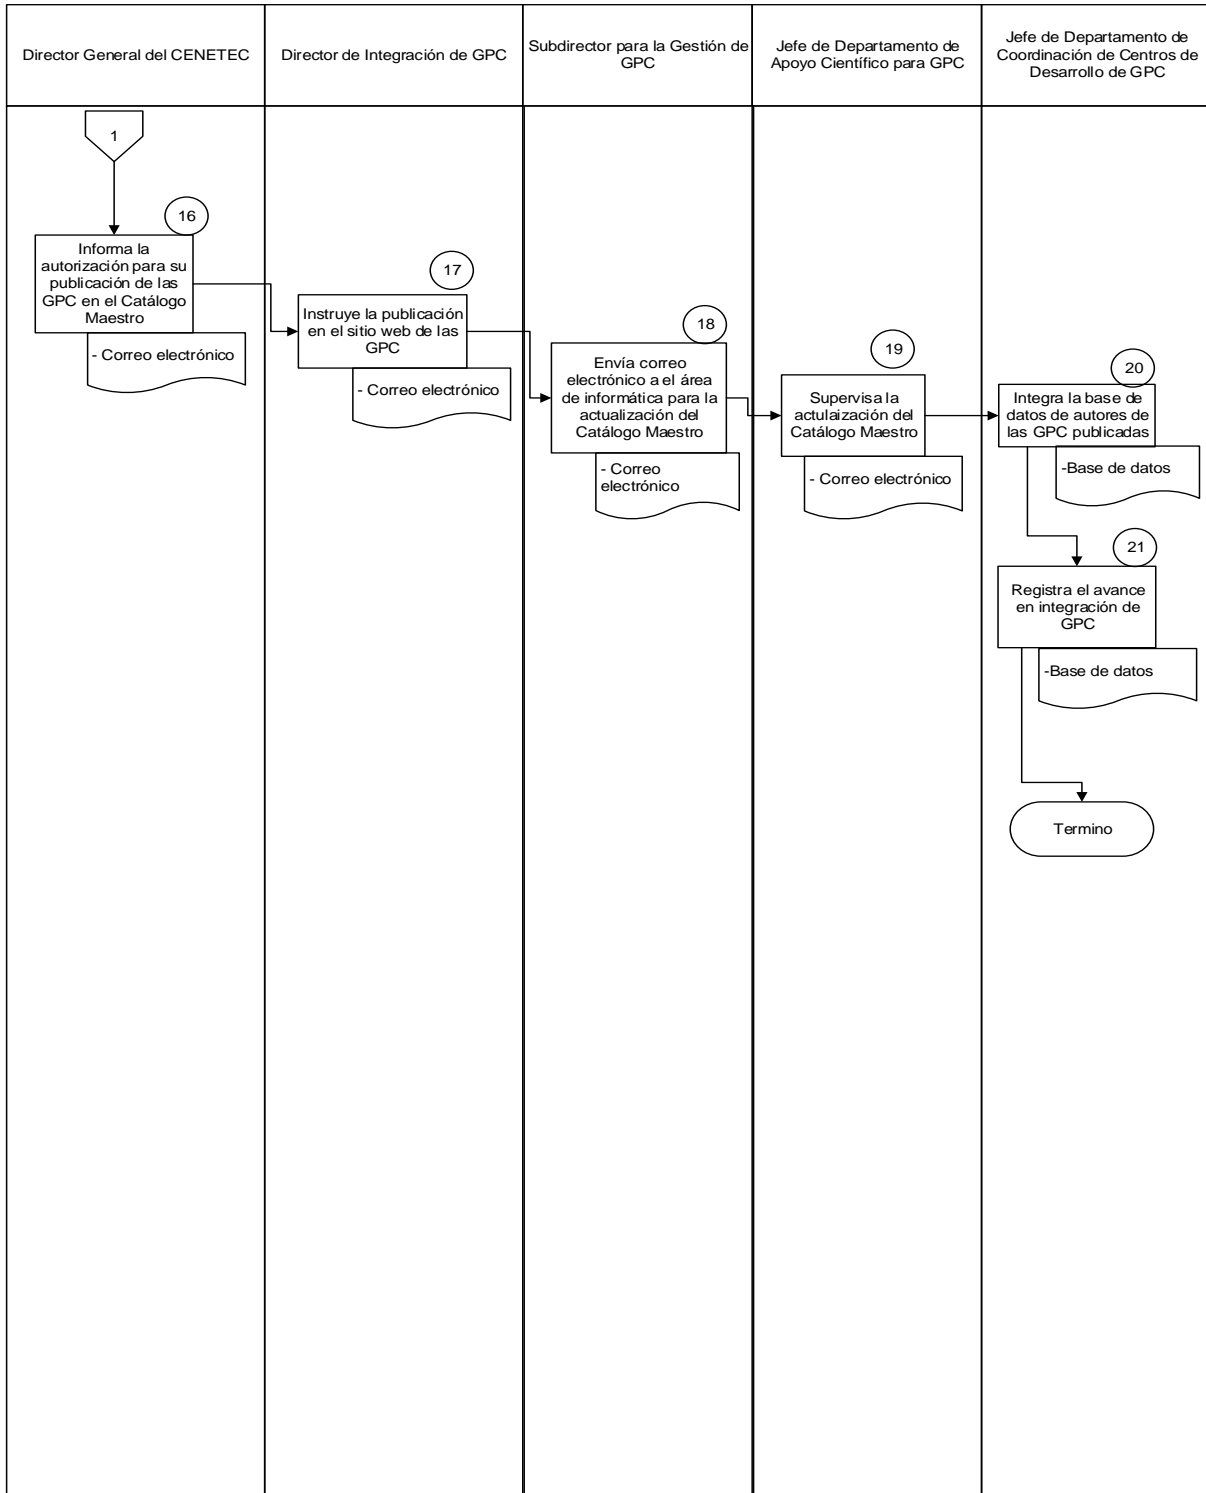 Director General del CENETEC
Director de Integración de GPC
Subdirector para la Gestión de
GPC
Jefe de Departamento de
Apoyo Científico para GPC
Jefe de Departamento de
Coordinación de Centros de
Desarrollo de GPC
1
16
Informa la
autorización para su
publicación de las
GPC en el Catálogo
Maestro
- Correo electrónico
17
Instruye la publicación
en el sitio web de las
GPC
- Correo electrónico
18
Envía correo
electrónico a el área
de informática para la
actualización del
Catálogo Maestro
- Correo
electrónico
19
Supervisa la
actulaización del
Catálogo Maestro
- Correo electrónico
20
Integra la base de
datos de autores de
las GPC publicadas
-Base de datos
21
Registra el avance
en integración de
GPC
-Base de datos
Termino